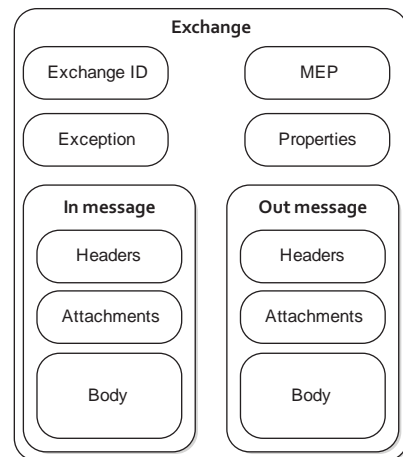 Exchange
Exchange ID
MEP
Exception
Properties
In message
Headers
Attachments
Body
Out message
Headers
Attachments
Body